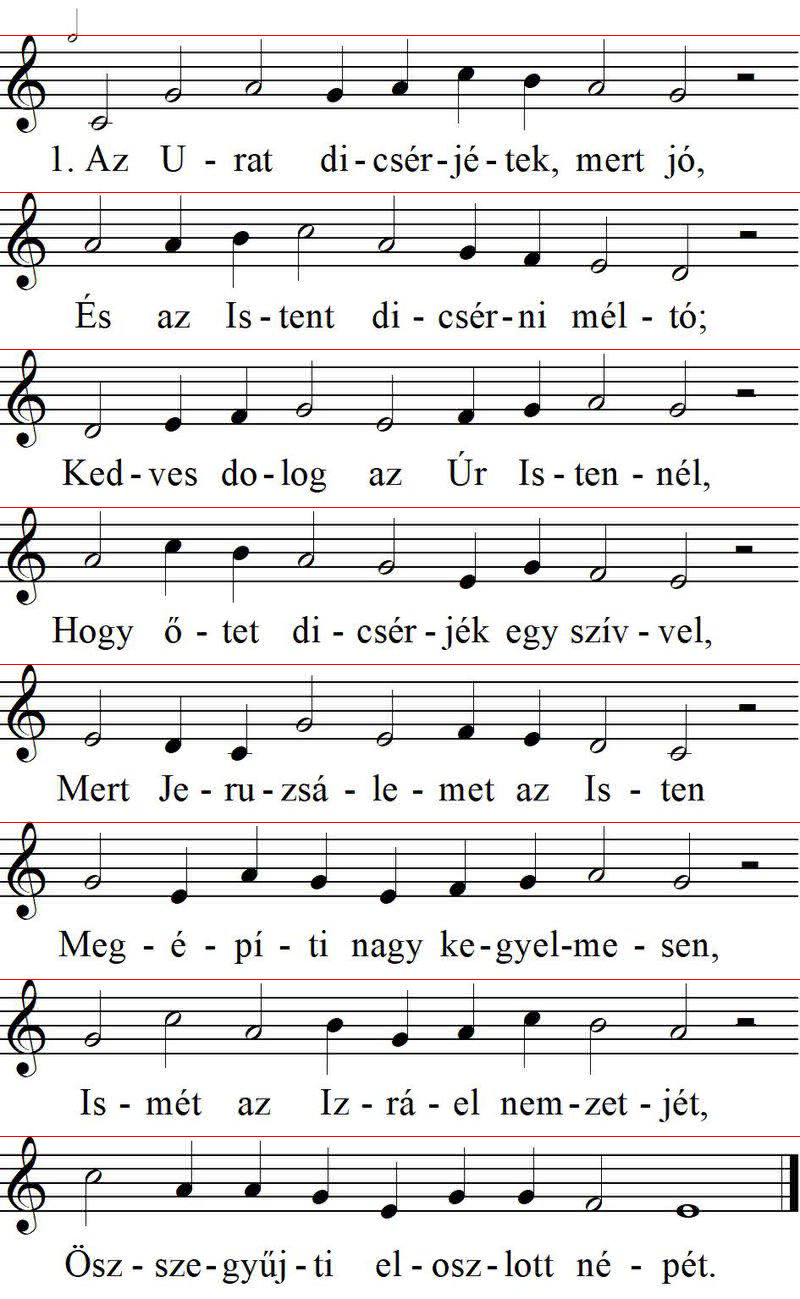 1. Az U - rat di - csér - jé - tek, mert jó,
És az Is - tent di - csér - ni mél - tó;
Ked - ves do - log az Úr Is - ten - nél,
Hogy ő - tet di - csér - jék egy szív - vel,
Mert Je - ru - zsá - le - met az Is - ten
Meg - é - pí - ti nagy ke - gyel - me - sen,
Is - mét az Iz - rá - el nem - zet - jét,
Ösz - sze - gyűj - ti el - osz - lott né - pét.